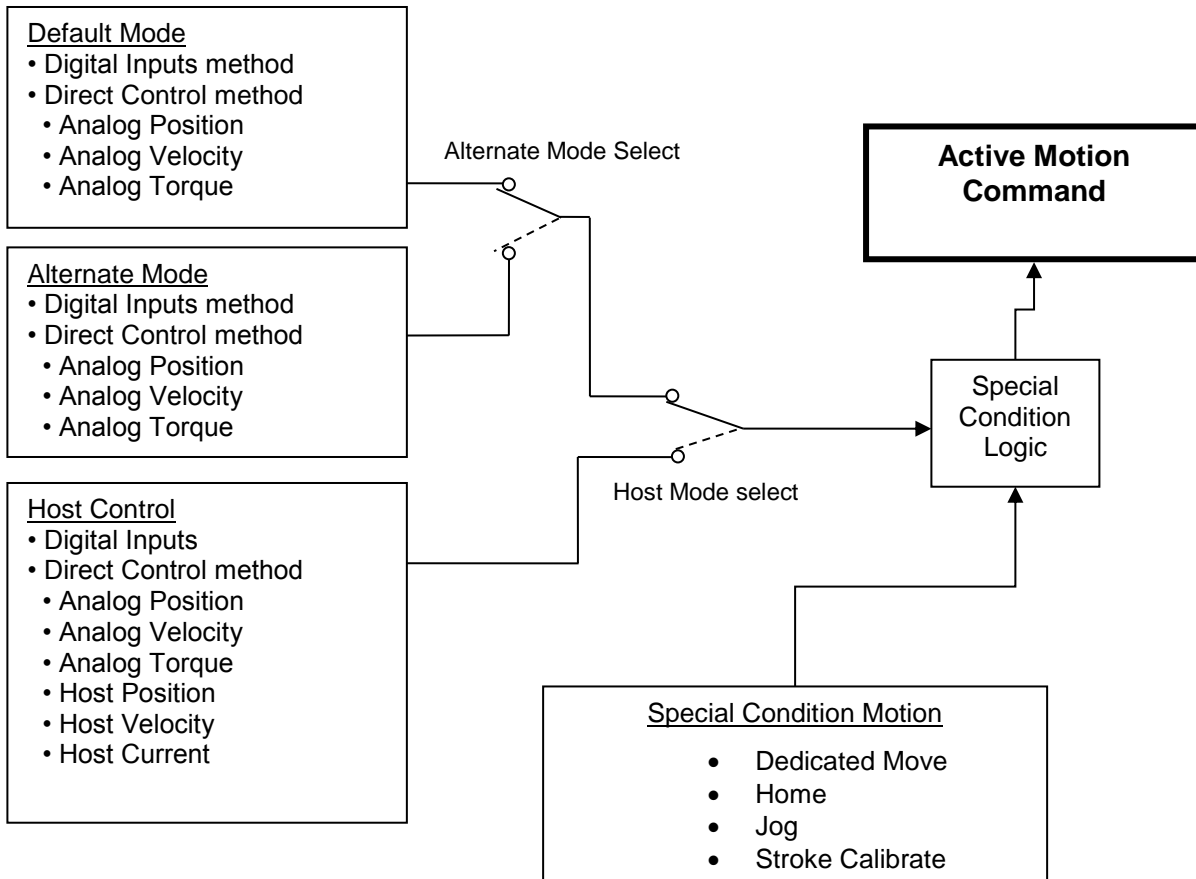 Default Mode
• Digital Inputs method
• Direct Control method
• Analog Position
• Analog Velocity
• Analog Torque
Alternate Mode Select
Active Motion
Command
Alternate Mode
• Digital Inputs method
• Direct Control method
• Analog Position
• Analog Velocity
• Analog Torque
Special
Condition
Logic
Host Mode select
Host Control
• Digital Inputs
• Direct Control method
• Analog Position
• Analog Velocity
• Analog Torque
• Host Position
• Host Velocity
• Host Current
Special Condition Motion
• Dedicated Move
• Home
• Jog
• Stroke Calibrate